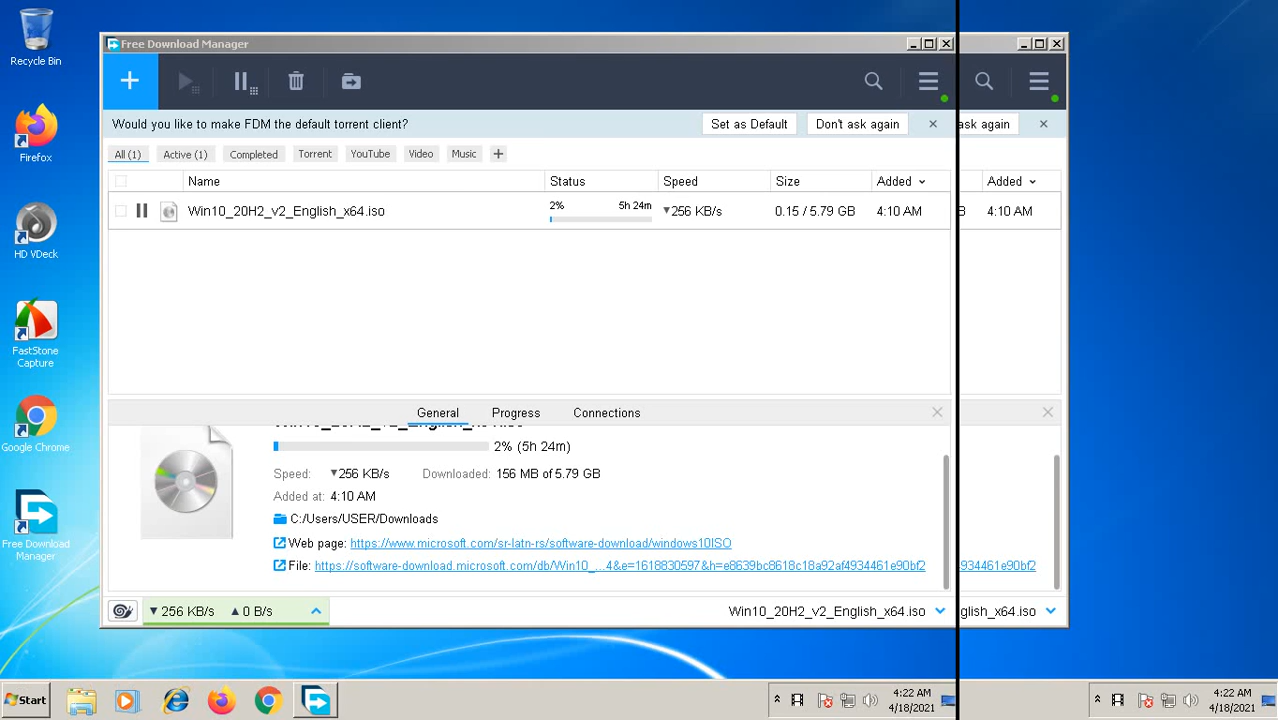 Recycle Bin
Firefox
HD VDeck
FastStone
Capture
Google Chrome
Free Download
Manager
Free Download Manager
Would you like to make FDM the default torrent client?
Set as Default
Don't ask again
ask again
All (1)
Active (1)
Completed
Torrent
YouTube
Video
Music
Name
Status
Speed
Size
Added
Added
Win10_20H2_v2_English_x64.iso
2%
5h 24m
256 KB/s
0.15 / 5.79 GB
4:10 AM
B
4:10 AM
General
Progress
Connections
2% (5h 24m)
Speed: 256 KB/s
Downloaded: 156 MB of 5.79 GB
Added at: 4:10 AM
C:/Users/USER/Downloads
Web page: https://www.microsoft.com/sr-latn-rs/software-download/windows10ISO
File: https://software-download.microsoft.com/db/Win10_...4&e=1618830597&h=e8639bc8618c18a92af4934461e90bf2
934461e90bf2
256 KB/s
0 B/s
Win10_20H2_v2_English_x64.iso
glish_x64.iso
Start
4:22 AM
4/18/2021
4:22 AM
4/18/2021